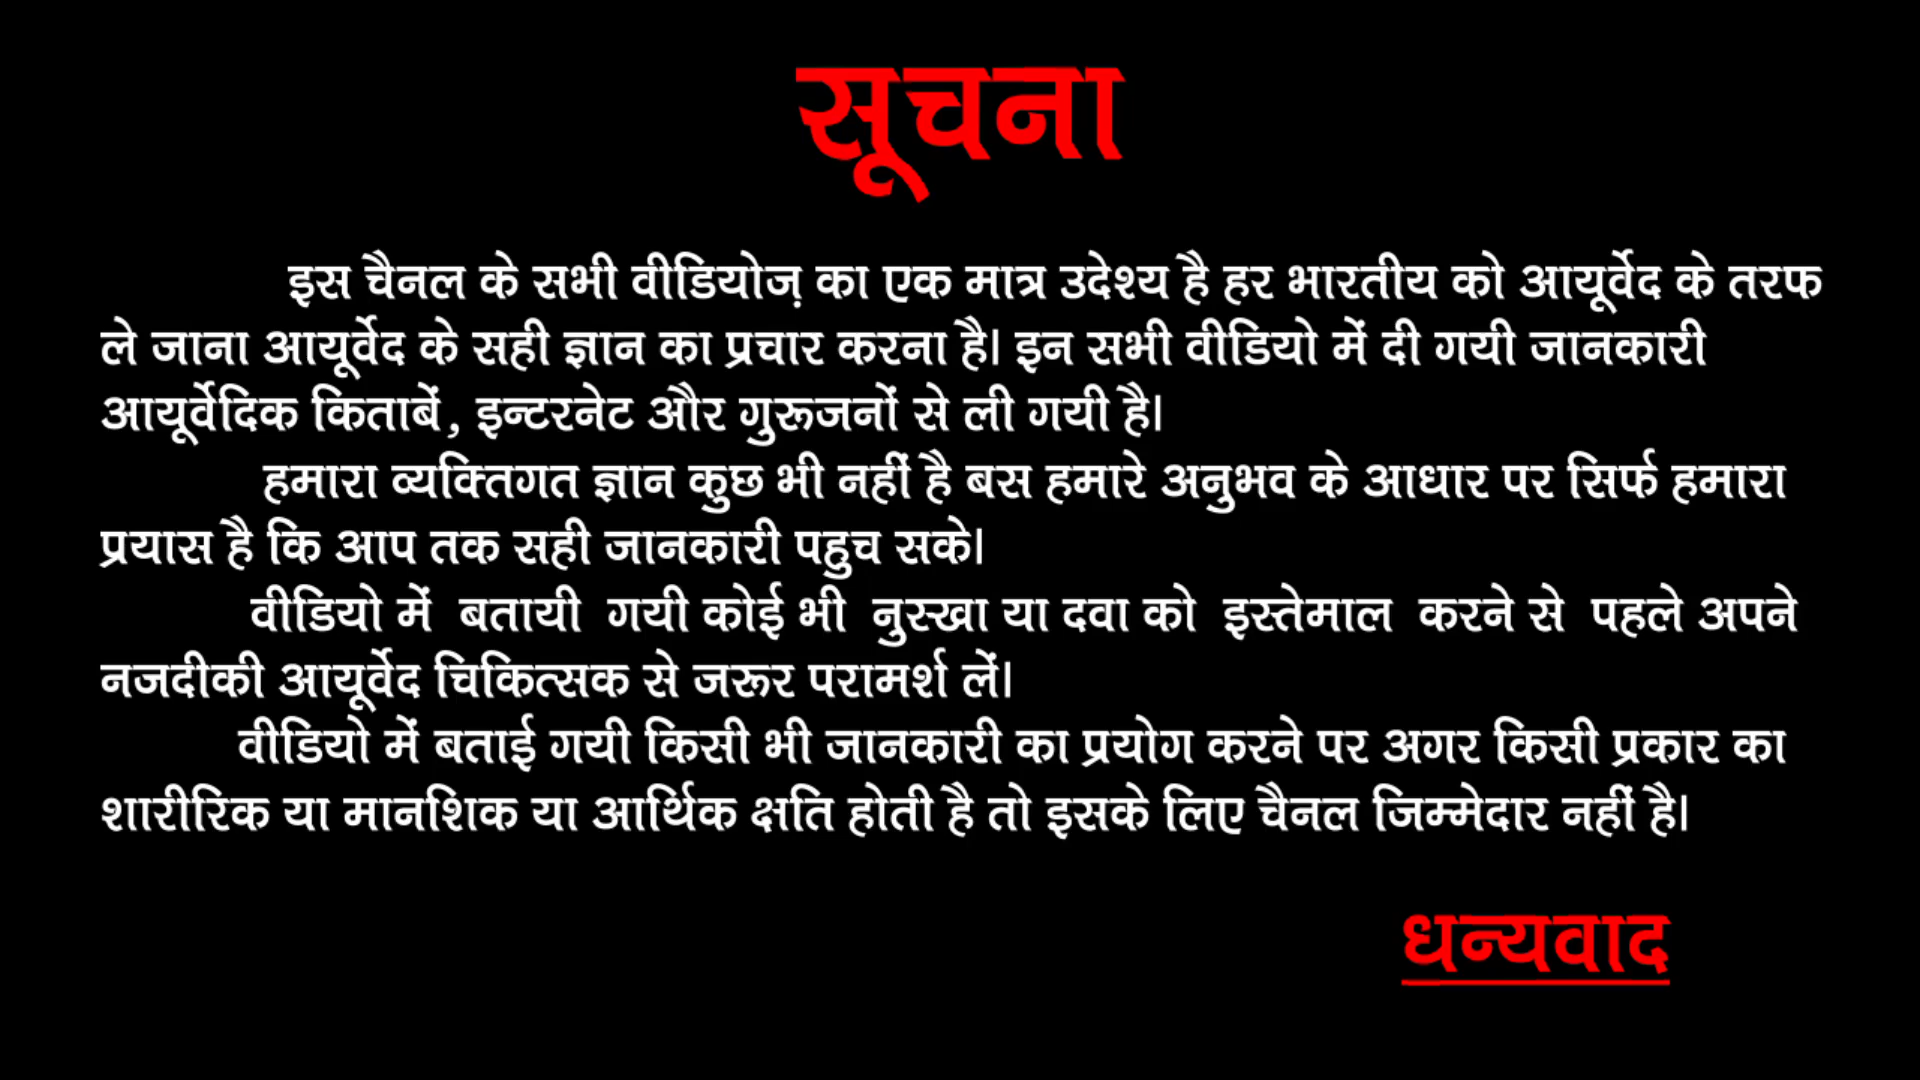 सूचना
इस चैनल के सभी वीडियोज़ का एक मात्र उदेश्य है हर भारतीय को आयूर्वेद के तरफ
ले जाना आयूर्वेद के सही ज्ञान का प्रचार करना है। इन सभी वीडियो में दी गयी जानकारी
आयूर्वेदिक किताबें, इन्टरनेट और गुरूजनों से ली गयी है।
हमारा व्यक्तिगत ज्ञान कुछ भी नहीं है बस हमारे अनुभव के आधार पर सिर्फ हमारा
प्रयास है कि आप तक सही जानकारी पहुच सके।
वीडियो में बतायी गयी कोई भी नुस्खा या दवा को इस्तेमाल करने से पहले अपने
नजदीकी आयूर्वेद चिकित्सक से जरूर परामर्श लें।
वीडियो में बताई गयी किसी भी जानकारी का प्रयोग करने पर अगर किसी प्रकार का
शारीरिक या मानशिक या आर्थिक क्षति होती है तो इसके लिए चैनल जिम्मेदार नहीं है।
धन्यवाद